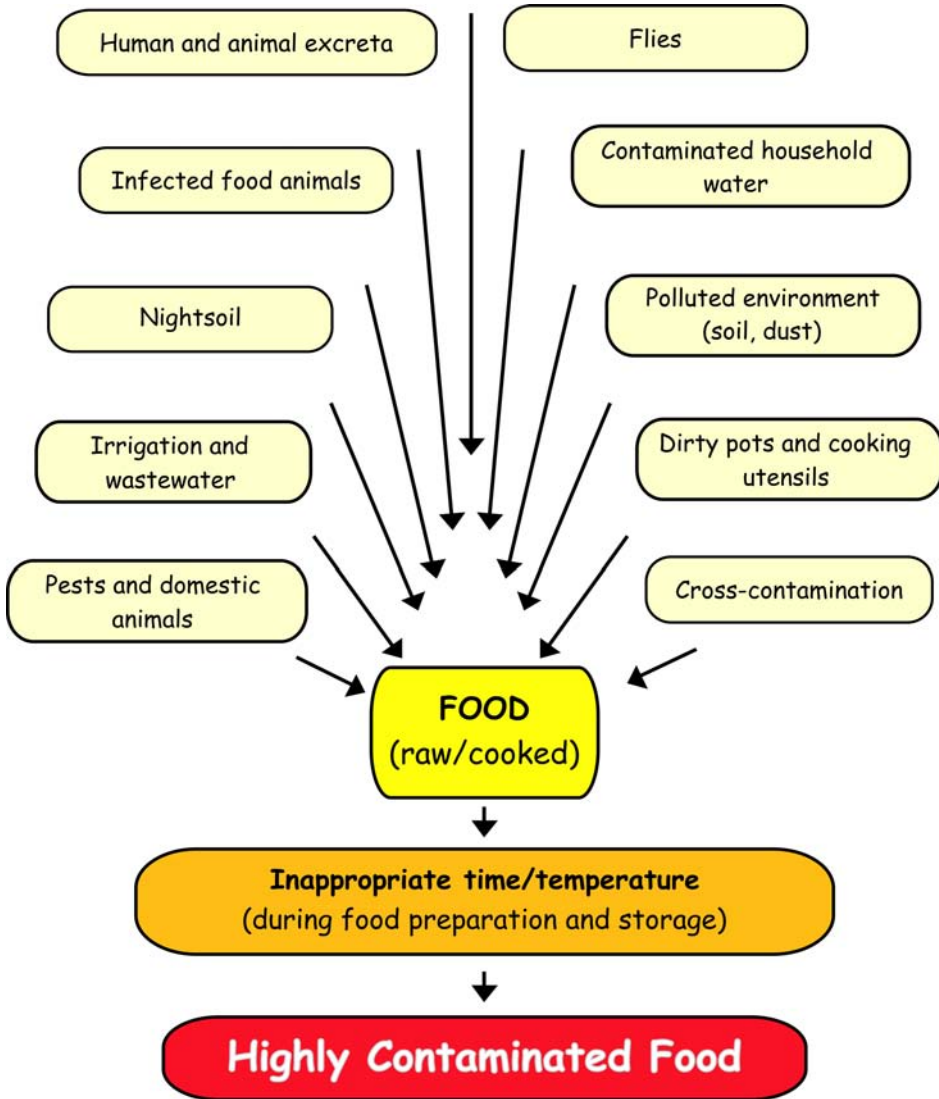 Human and animal excreta
Flies
Infected food animals
Contaminated household
water
Nightsoil
Polluted environment
(soil, dust)
Irrigation and
wastewater
Dirty pots and cooking
utensils
Pests and domestic
animals
Cross-contamination
FOOD
(raw/cooked)
Inappropriate time/temperature
(during food preparation and storage)
Highly Contaminated Food